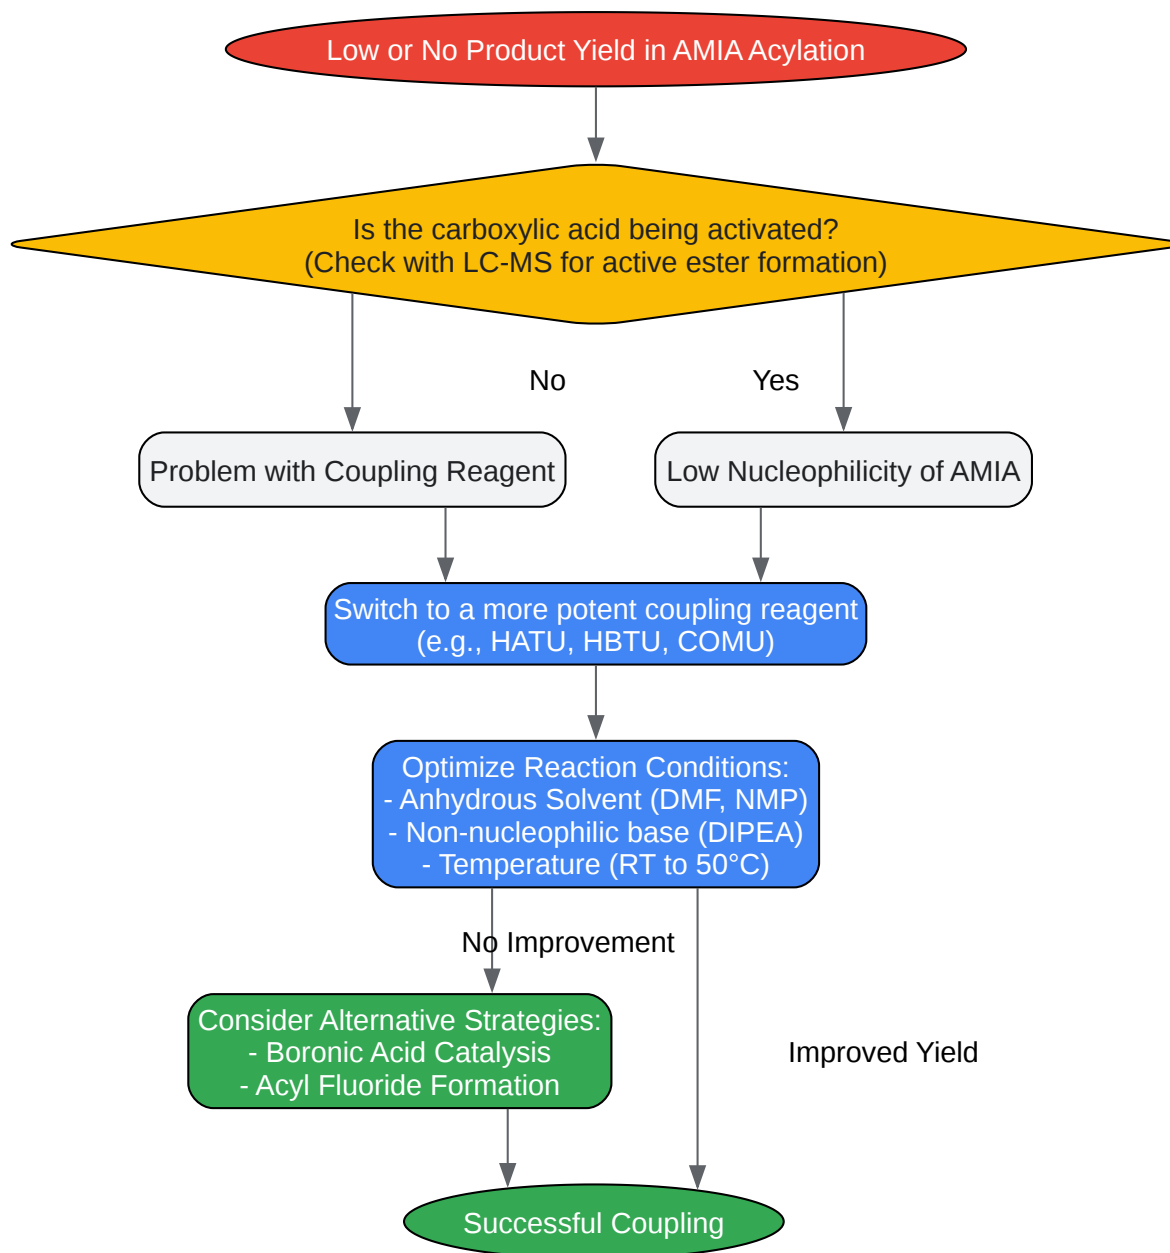 Low or No Product Yield in AMIA Acylation
Is the carboxylic acid being activated?
(Check with LC-MS for active ester formation)
No
Yes
Problem with Coupling Reagent
Low Nucleophilicity of AMIA
Switch to a more potent coupling reagent
(e.g., HATU, HBTU, COMU)
Optimize Reaction Conditions:
- Anhydrous Solvent (DMF, NMP)
- Non-nucleophilic base (DIPEA)
- Temperature (RT to 50°C)
No Improvement
Consider Alternative Strategies:
- Boronic Acid Catalysis
- Acyl Fluoride Formation
Improved Yield
Successful Coupling